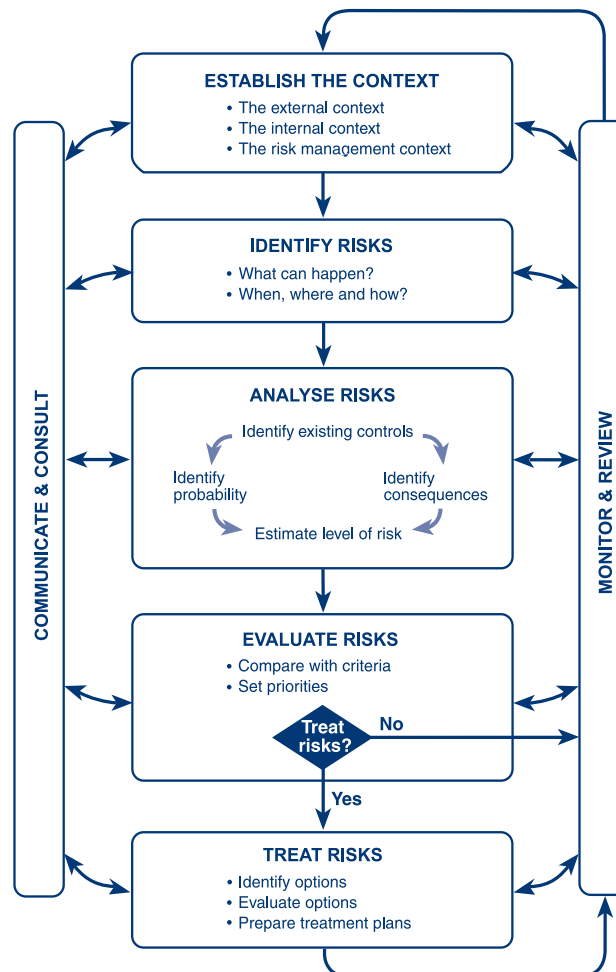 ESTABLISH THE CONTEXT
• The external context
• The internal context
• The risk management context
COMMUNICATE & CONSULT
MONITOR & REVIEW
IDENTIFY RISKS
• What can happen?
• When, where and how?
ANALYSE RISKS
Identify existing controls
Identify
probability
Identify
consequences
Estimate level of risk
EVALUATE RISKS
• Compare with criteria
• Set priorities
Treat
risks?
No
Yes
TREAT RISKS
• Identify options
• Evaluate options
• Prepare treatment plans